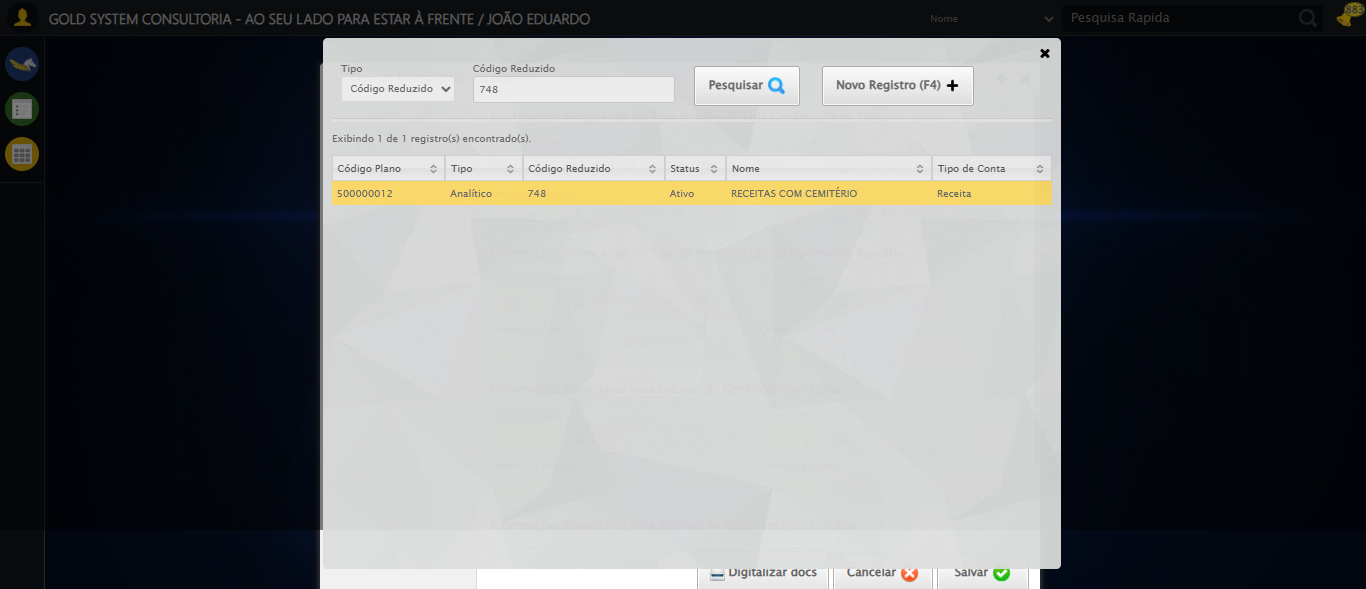 GOLD SYSTEM CONSULTORIA - AO SEU LADO PARA ESTAR À FRENTE / JOÃO EDUARDO
Nome
Pesquisa Rapida
883
Tipo
Código Reduzido
Código Reduzido
748
Pesquisar
Novo Registro (F4)
Exibindo 1 de 1 registro(s) encontrado(s).
Código Plano Tipo Código Reduzido Status Nome Tipo de Conta
500000012 Analítico 748 Ativo RECEITAS COM CEMITÉRIO Receita
Digitalizar docs Cancelar Salvar